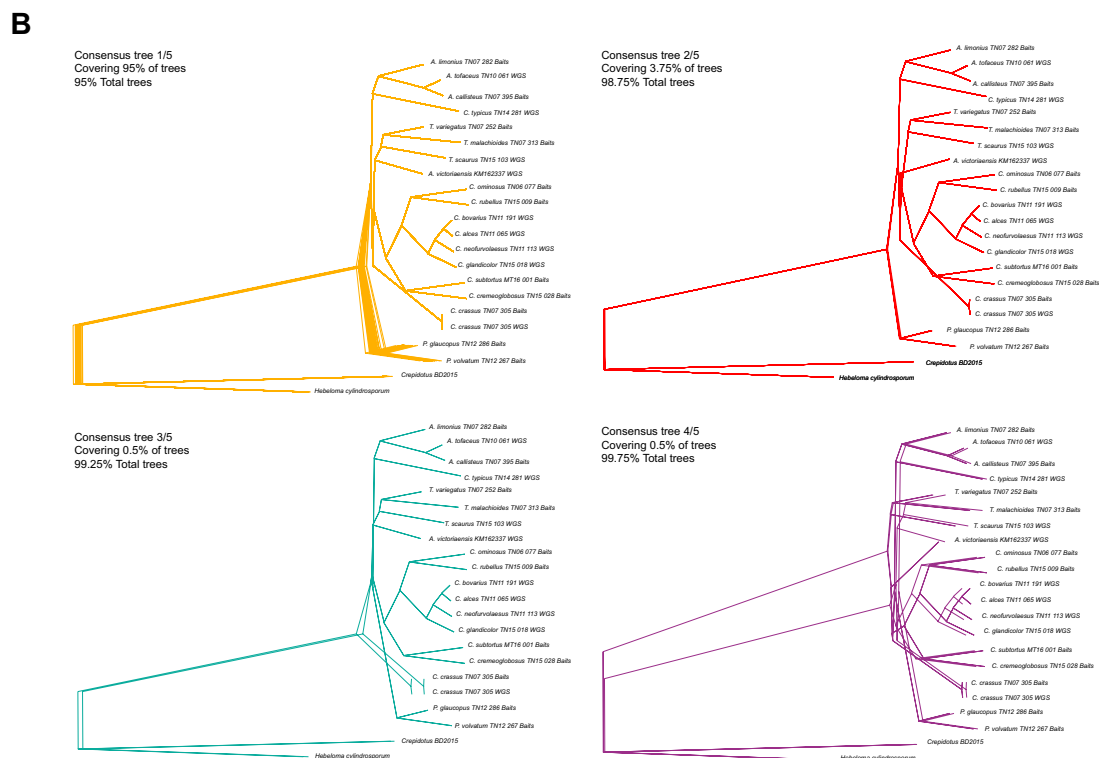 B
Consensus tree 1/5
Covering 95% of trees
95% Total trees
A. limonius TN07 282 Baits
A. tofaceus TN10 061 WGS
A. callisteus TN07 395 Baits
C. typicus TN14 281 WGS
T. variegatus TN07 252 Baits
T. malachioides TN07 313 Baits
T. scaurus TN15 103 WGS
A. victoriaensis KM162337 WGS
C. ominosus TN06 077 Baits
C. rubellus TN15 009 Baits
C. bovarius TN11 191 WGS
C. alces TN11 065 WGS
C. neofurvolaesus TN11 113 WGS
C. glandicolor TN15 018 WGS
C. subtortus MT16 001 Baits
C. cremeoglobosus TN15 028 Baits
C. crassus TN07 305 Baits
C. crassus TN07 305 WGS
P. glaucopus TN12 286 Baits
P. volvatum TN12 267 Baits
Crepidotus BD2015
Hebeloma cylindrosporum
Consensus tree 2/5
Covering 3.75% of trees
98.75% Total trees
A. limonius TN07 282 Baits
A. tofaceus TN10 061 WGS
A. callisteus TN07 395 Baits
C. typicus TN14 281 WGS
T. variegatus TN07 252 Baits
T. malachioides TN07 313 Baits
T. scaurus TN15 103 WGS
A. victoriaensis KM162337 WGS
C. ominosus TN06 077 Baits
C. rubellus TN15 009 Baits
C. bovarius TN11 191 WGS
C. alces TN11 065 WGS
C. neofurvolaesus TN11 113 WGS
C. glandicolor TN15 018 WGS
C. subtortus MT16 001 Baits
C. cremeoglobosus TN15 028 Baits
C. crassus TN07 305 Baits
C. crassus TN07 305 WGS
P. glaucopus TN12 286 Baits
P. volvatum TN12 267 Baits
Crepidotus BD2015
Hebeloma cylindrosporum
Consensus tree 3/5
Covering 0.5% of trees
99.25% Total trees
A. limonius TN07 282 Baits
A. tofaceus TN10 061 WGS
A. callisteus TN07 395 Baits
C. typicus TN14 281 WGS
T. variegatus TN07 252 Baits
T. malachioides TN07 313 Baits
T. scaurus TN15 103 WGS
A. victoriaensis KM162337 WGS
C. ominosus TN06 077 Baits
C. rubellus TN15 009 Baits
C. bovarius TN11 191 WGS
C. alces TN11 065 WGS
C. neofurvolaesus TN11 113 WGS
C. glandicolor TN15 018 WGS
C. subtortus MT16 001 Baits
C. cremeoglobosus TN15 028 Baits
C. crassus TN07 305 Baits
C. crassus TN07 305 WGS
P. glaucopus TN12 286 Baits
P. volvatum TN12 267 Baits
Crepidotus BD2015
Hebeloma cylindrosporum
Consensus tree 4/5
Covering 0.5% of trees
99.75% Total trees
A. limonius TN07 282 Baits
A. tofaceus TN10 061 WGS
A. callisteus TN07 395 Baits
C. typicus TN14 281 WGS
T. variegatus TN07 252 Baits
T. malachioides TN07 313 Baits
T. scaurus TN15 103 WGS
A. victoriaensis KM162337 WGS
C. ominosus TN06 077 Baits
C. rubellus TN15 009 Baits
C. bovarius TN11 191 WGS
C. alces TN11 065 WGS
C. neofurvolaesus TN11 113 WGS
C. glandicolor TN15 018 WGS
C. subtortus MT16 001 Baits
C. cremeoglobosus TN15 028 Baits
C. crassus TN07 305 Baits
C. crassus TN07 305 WGS
P. glaucopus TN12 286 Baits
P. volvatum TN12 267 Baits
Crepidotus BD2015
Hebeloma cylindrosporum